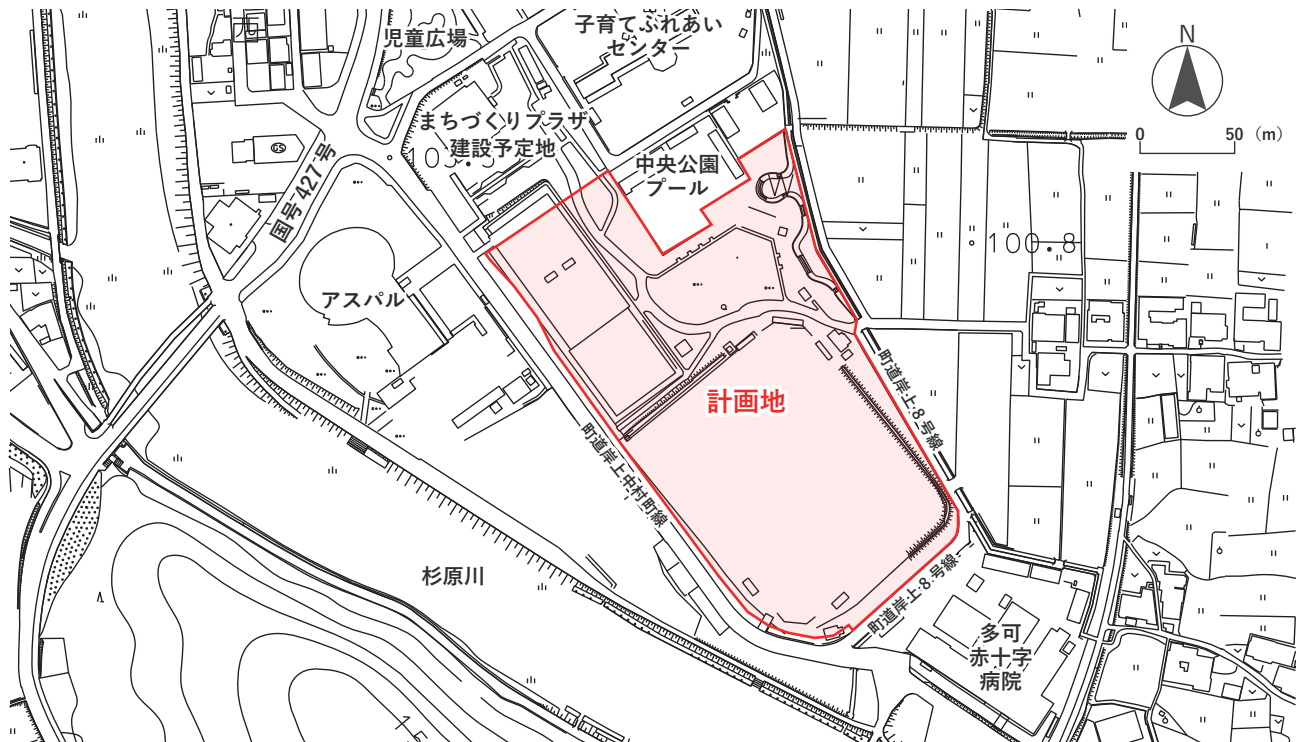 児童広場
子育てふれあい
センター
N
0 50 (m)
まちづくりプラザ
建設予定地
GS
国号 427 号
中央公園
プール
100.8
アスパル
計画地
町道岸上 8 号線
町道岸上中村町線
杉原川
町道岸上 8 号線
多可
赤十字
病院